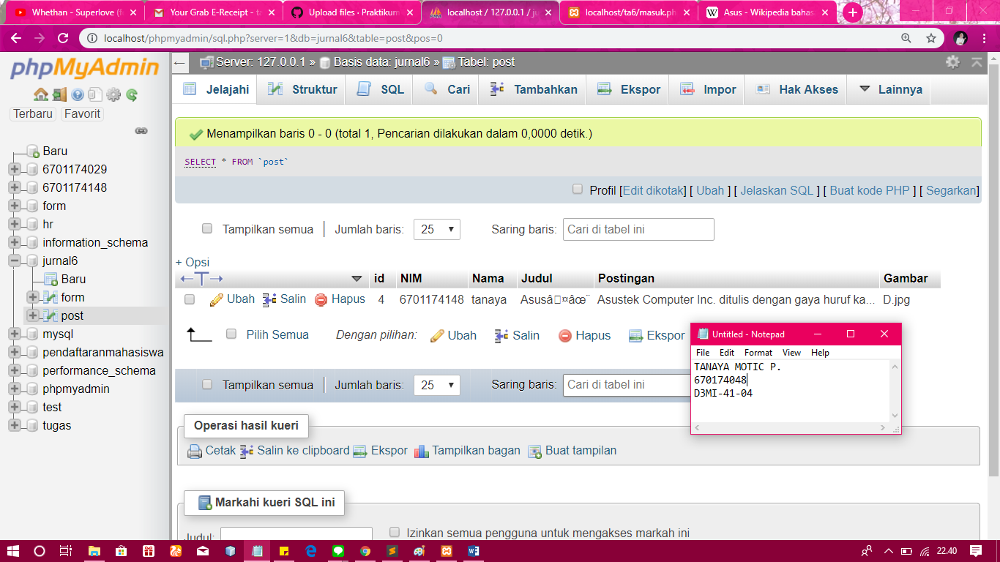 Whethan - Superlove (f
Your Grab E-Receipt - ta
Upload files · Praktikum
localhost / 127.0.0.1 / ju
localhost/ta6/masuk.ph
Asus - Wikipedia bahas
localhost/phpmyadmin/sql.php?server=1&db=jurnal6&table=post&pos=0
phpMyAdmin
Terbaru Favorit
Baru
6701174029
6701174148
form
hr
information_schema
jurnal6
Baru
form
post
mysql
pendaftaranmahasiswa
performance_schema
phpmyadmin
test
tugas
Server: 127.0.0.1 » Basis data: jurnal6 » Tabel: post
Jelajahi Struktur SQL Cari Tambahkan Ekspor Impor Hak Akses Lainnya
Menampilkan baris 0 - 0 (total 1, Pencarian dilakukan dalam 0,0000 detik.)
SELECT * FROM `post`
Profil [Edit dikotak] [ Ubah ] [ Jelaskan SQL ] [ Buat kode PHP ] [ Segarkan]
Tampilkan semua | Jumlah baris: 25 Saring baris: Cari di tabel ini
+ Opsi
←T→ id NIM Nama Judul Postingan Gambar
Ubah Salin Hapus 4 6701174148 tanaya Asusâ□¤âœ¨ Asustek Computer Inc. ditulis dengan gaya huruf ka... D.jpg
Pilih Semua Dengan pilihan: Ubah Salin Hapus Ekspor
Tampilkan semua | Jumlah baris: 25 Saring baris: Cari di tabel ini
Untitled - Notepad
File Edit Format View Help
TANAYA MOTIC P.
670174048
D3MI-41-04
Operasi hasil kueri
Cetak Salin ke clipboard Ekspor Tampilkan bagan Buat tampilan
Markahi kueri SQL ini
Judul: Izinkan semua pengguna untuk mengakses markah ini
22.40